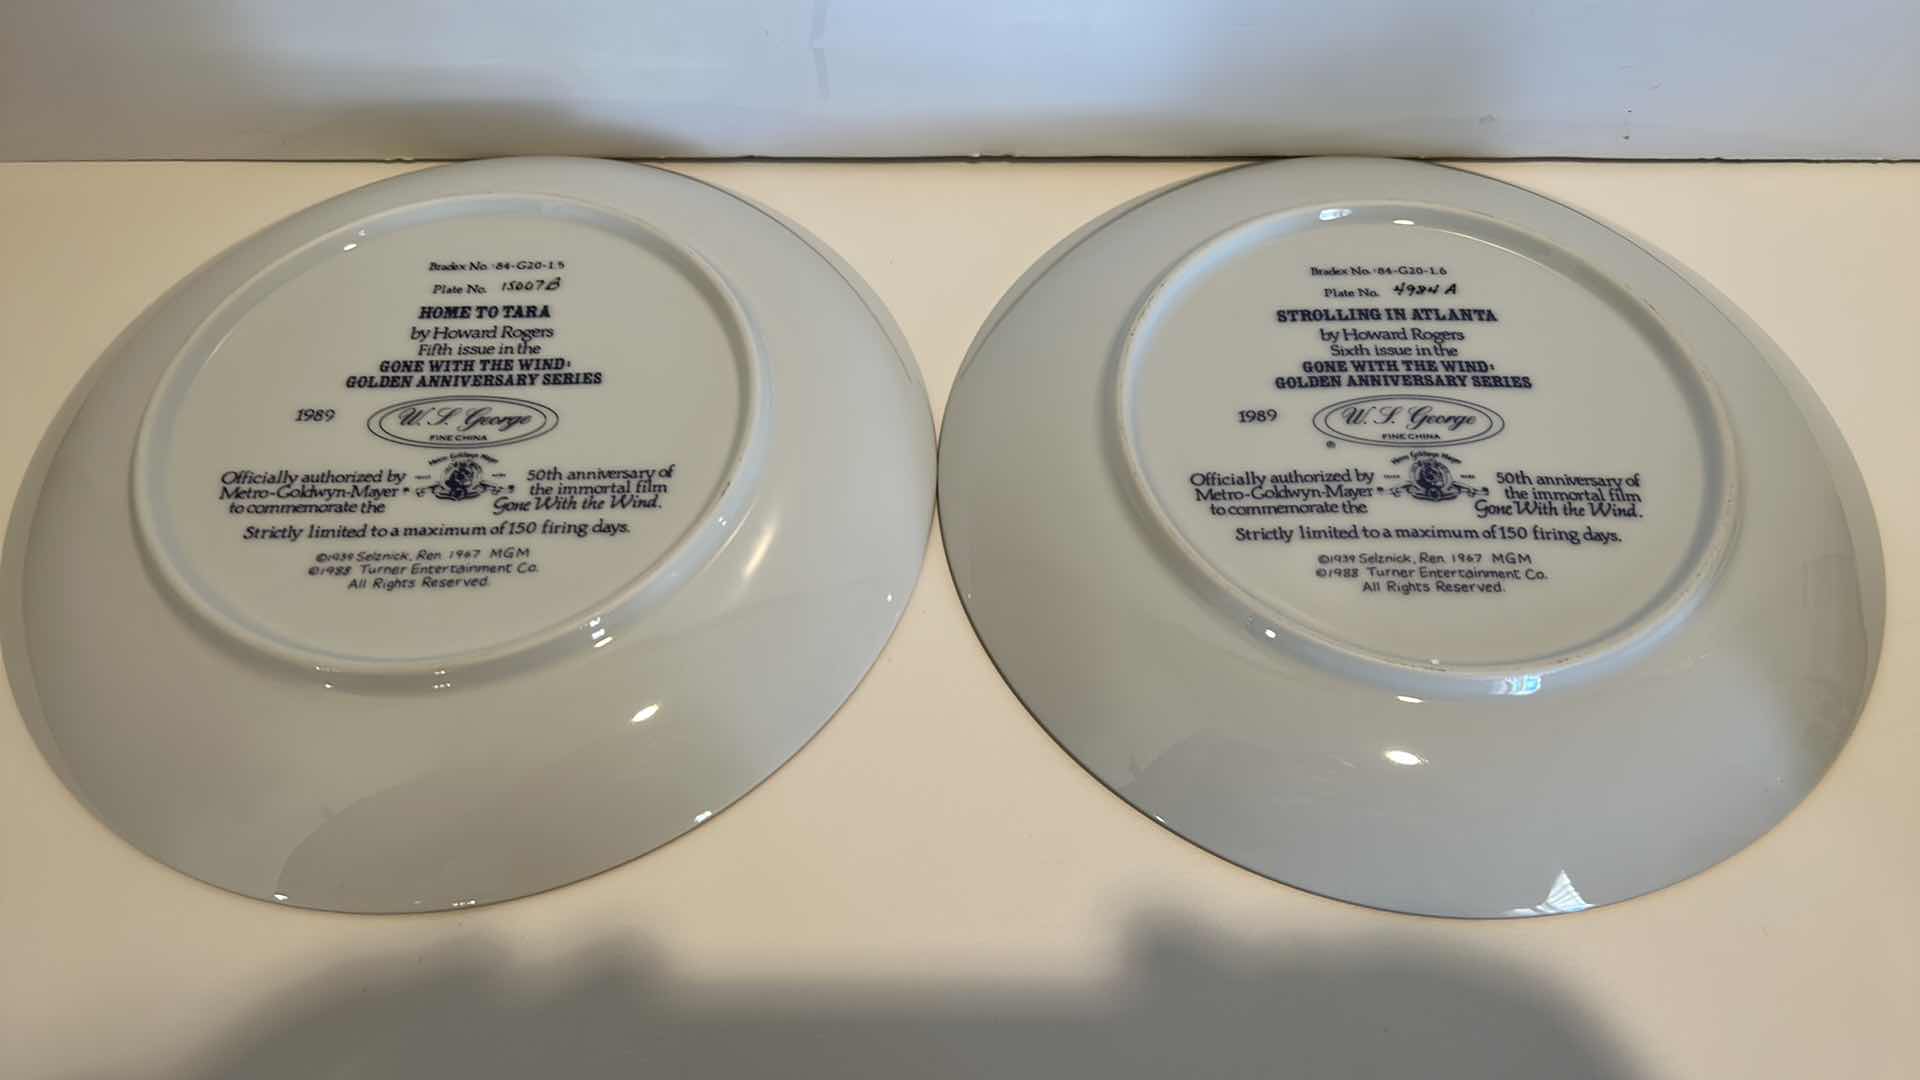 Bradex No. 84-G20-1.5
Plate No. 15007B
HOME TO TARA
by Howard Rogers
Fifth issue in the
GONE WITH THE WIND:
GOLDEN ANNIVERSARY SERIES
1989
W. S. George
FINE CHINA
Metro Goldwyn Mayer
Officially authorized by
Metro-Goldwyn-Mayer
to commemorate the
50th anniversary of
the immortal film
Gone With the Wind.
Strictly limited to a maximum of 150 firing days.
©1939 Selznick, Ren. 1967 MGM
©1988 Turner Entertainment Co.
All Rights Reserved.
Bradex No. 84-G20-1.6
Plate No. 4984 A
STROLLING IN ATLANTA
by Howard Rogers
Sixth issue in the
GONE WITH THE WIND:
GOLDEN ANNIVERSARY SERIES
1989
W. S. George
FINE CHINA
®
Metro Goldwyn Mayer
Officially authorized by
Metro-Goldwyn-Mayer
to commemorate the
50th anniversary of
the immortal film
Gone With the Wind.
Strictly limited to a maximum of 150 firing days.
©1939 Selznick, Ren. 1967 MGM
©1988 Turner Entertainment Co.
All Rights Reserved.